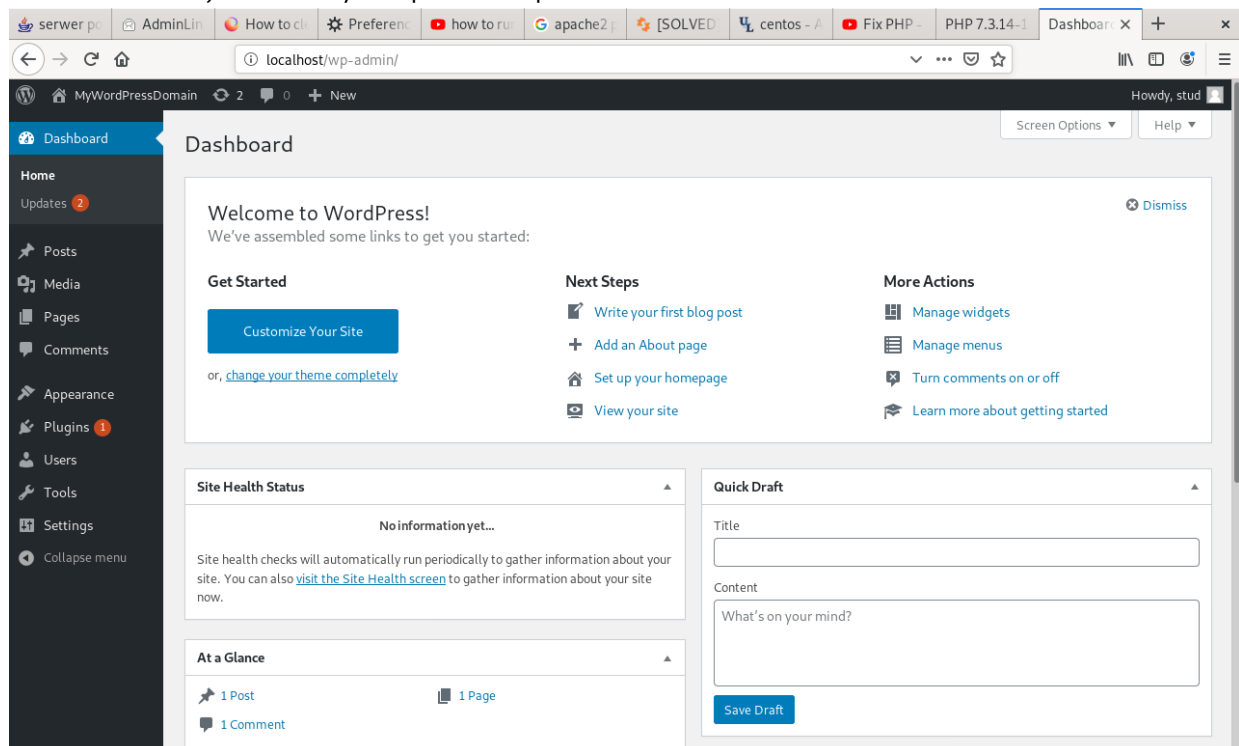 serwer po AdminLin How to cle Preferenc how to ru apache2 p [SOLVED] centos - A Fix PHP - PHP 7.3.14-1 Dashboard
localhost/wp-admin/
MyWordPressDomain 2 0 + New Howdy, stud
Dashboard
Home
Updates 2
Posts
Media
Pages
Comments
Appearance
Plugins 1
Users
Tools
Settings
Collapse menu
Screen Options Help
Dashboard
Dismiss
Welcome to WordPress!
We've assembled some links to get you started:
Get Started
Customize Your Site
or, change your theme completely
Next Steps
Write your first blog post
Add an About page
Set up your homepage
View your site
More Actions
Manage widgets
Manage menus
Turn comments on or off
Learn more about getting started
Site Health Status
No information yet...
Site health checks will automatically run periodically to gather information about your
site. You can also visit the Site Health screen to gather information about your site
now.
At a Glance
1 Post 1 Page
1 Comment
Quick Draft
Title
Content
What's on your mind?
Save Draft